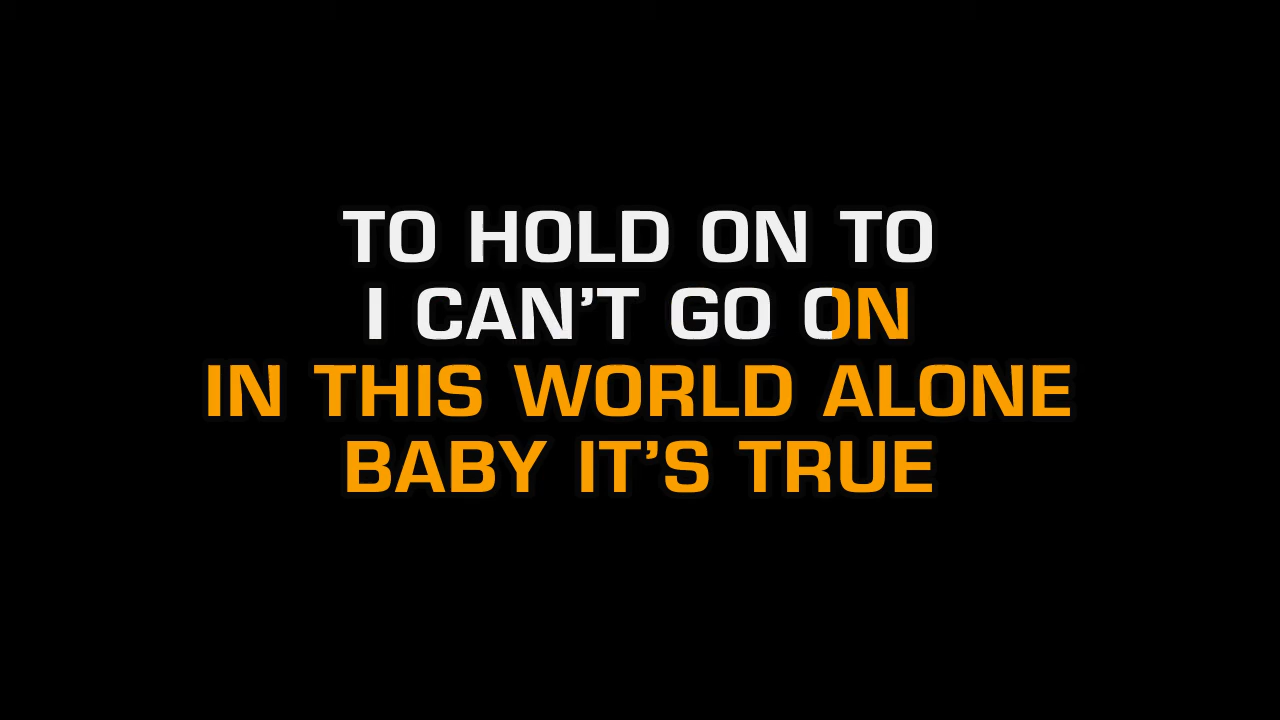 TO HOLD ON TO
I CAN’T GO ON
IN THIS WORLD ALONE
BABY IT’S TRUE